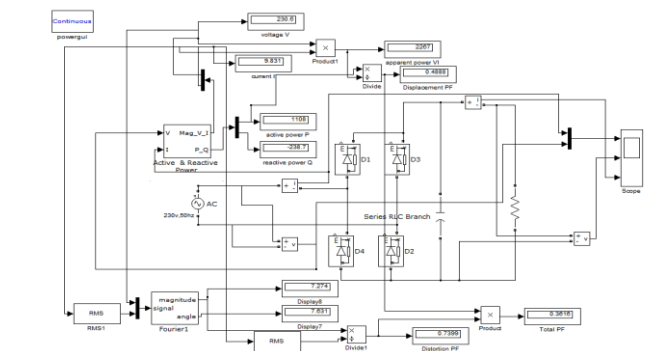 Continuous
powergui
230.6
voltage V
9.831
current I
×
Product1
2267
apparent power VI
×
÷
Divide
0.4888
Displacement PF
V
I
Mag_V_I
P_Q
Active & Reactive
Power
1108
active power P
-238.7
reactive power Q
D1
D3
AC
230v,50hz
Series RLC Branch
D4
D2
Scope
7.274
Display8
7.631
Display7
RMS
RMS1
signal
magnitude
angle
Fourier1
RMS
×
÷
Divide1
0.7399
Distortion PF
×
Product
0.3616
Total PF